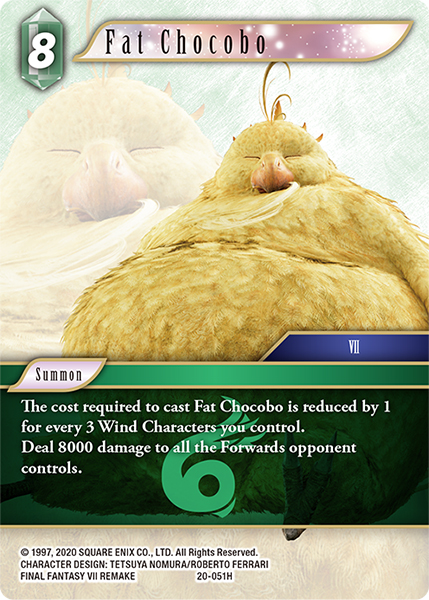 8
Fat Chocobo
VII
Summon
The cost required to cast Fat Chocobo is reduced by 1
for every 3 Wind Characters you control.
Deal 8000 damage to all the Forwards opponent
controls.
6
© 1997, 2020 SQUARE ENIX CO., LTD. All Rights Reserved.
CHARACTER DESIGN: TETSUYA NOMURA/ROBERTO FERRARI
FINAL FANTASY VII REMAKE 20-051H